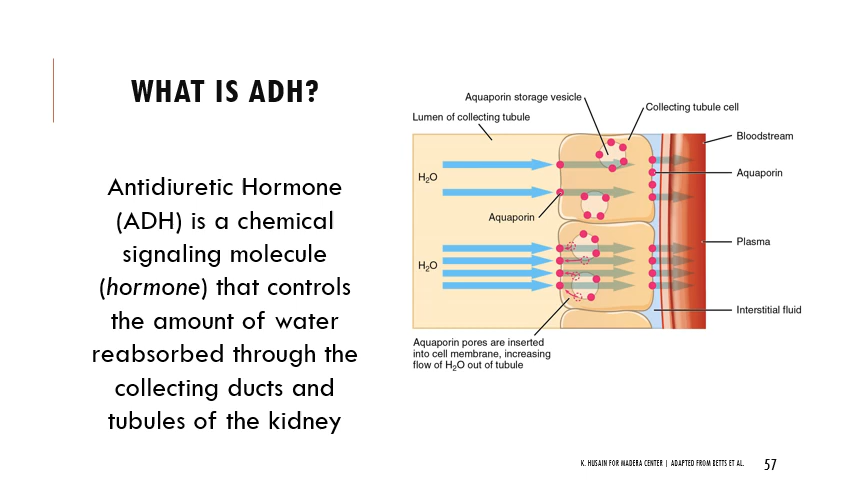 WHAT IS ADH?
Antidiuretic Hormone
(ADH) is a chemical
signaling molecule
(hormone) that controls
the amount of water
reabsorbed through the
collecting ducts and
tubules of the kidney
Aquaporin storage vesicle
Collecting tubule cell
Lumen of collecting tubule
Bloodstream
H₂O
Aquaporin
Aquaporin
Plasma
H₂O
Interstitial fluid
Aquaporin pores are inserted
into cell membrane, increasing
flow of H₂O out of tubule
K. HUSAIN FOR MADERA CENTER | ADAPTED FROM BETTS ET AL.
57